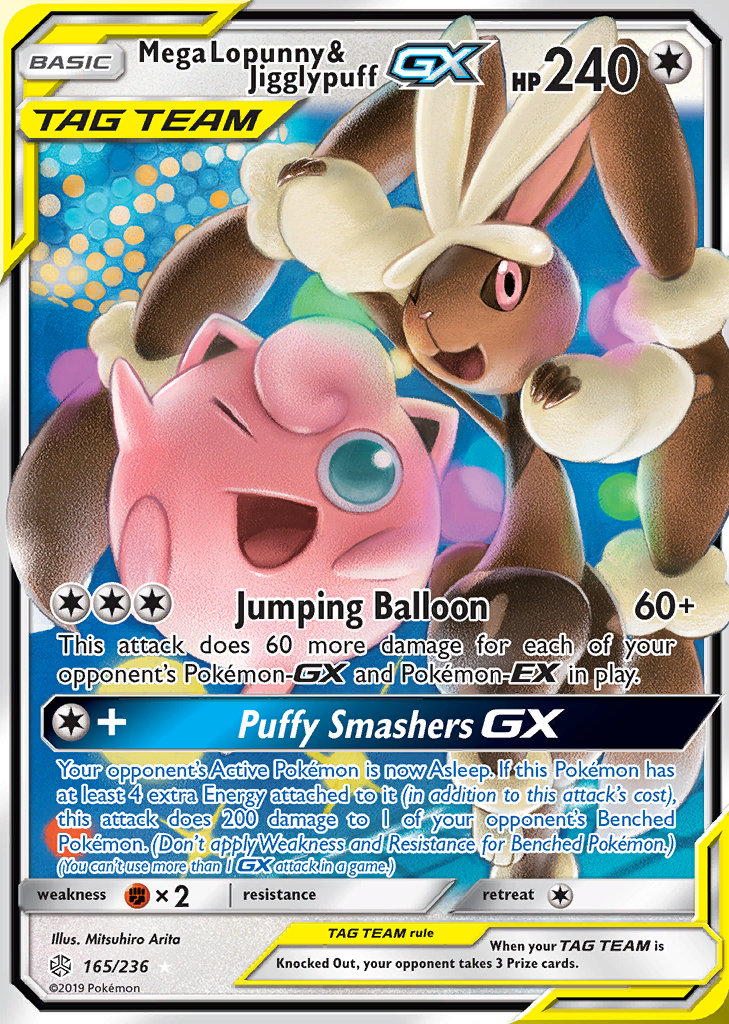 BASIC
MegaLopunny&
Jigglypuff GX HP 240
TAG TEAM
Jumping Balloon 60+
This attack does 60 more damage for each of your
opponent's Pokémon-GX and Pokémon-EX in play.
+ Puffy Smashers GX
Your opponent's Active Pokémon is now Asleep. If this Pokémon has
at least 4 extra Energy attached to it (in addition to this attack's cost),
this attack does 200 damage to 1 of your opponent's Benched
Pokémon. (Don't apply Weakness and Resistance for Benched Pokémon.)
(You can't use more than 1 GX attack in a game.)
weakness ×2 resistance retreat
Illus. Mitsuhiro Arita
165/236
©2019 Pokémon
TAG TEAM rule
When your TAG TEAM is
Knocked Out, your opponent takes 3 Prize cards.